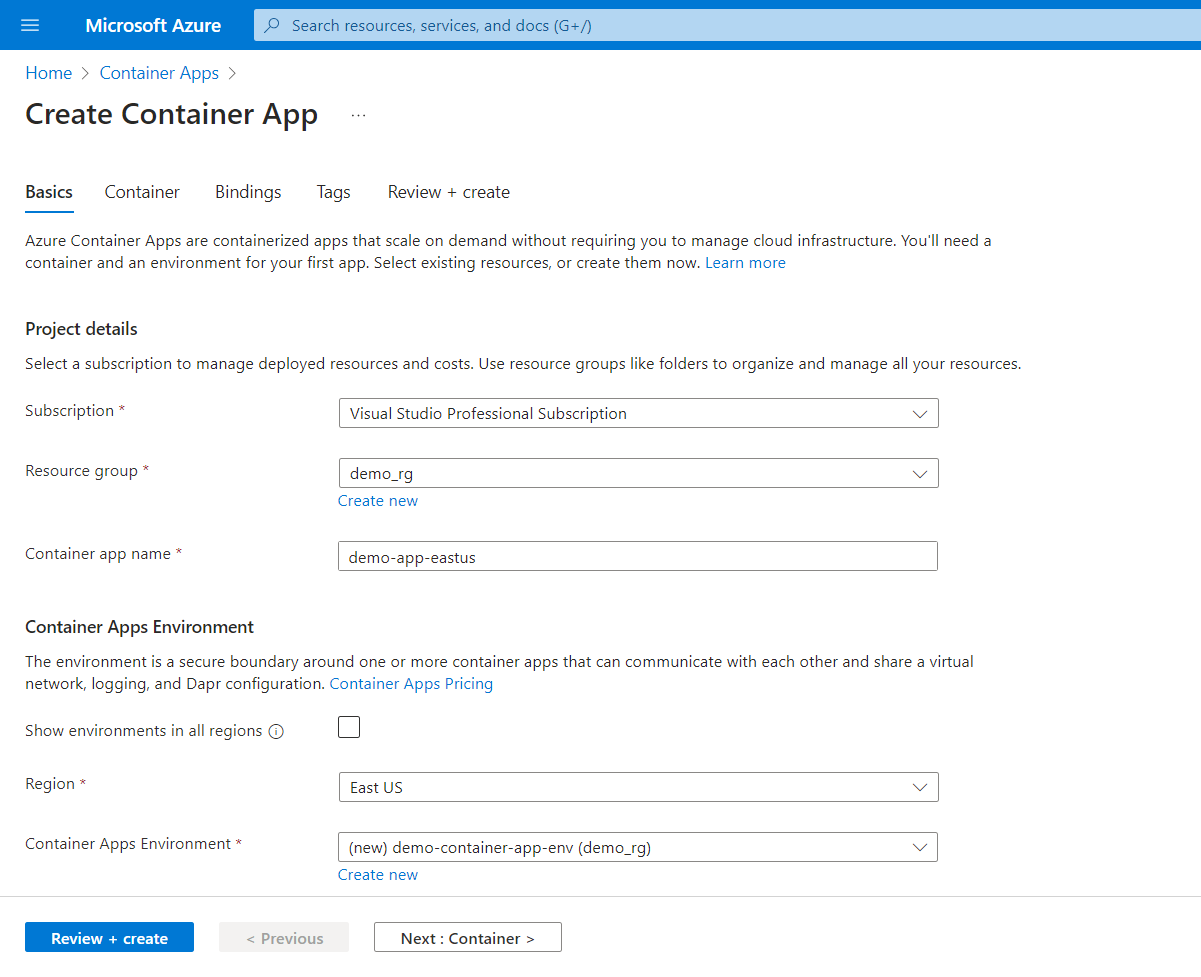 Microsoft Azure
Search resources, services, and docs (G+/)
Home > Container Apps >
Create Container App ...
Basics Container Bindings Tags Review + create
Azure Container Apps are containerized apps that scale on demand without requiring you to manage cloud infrastructure. You'll need a
container and an environment for your first app. Select existing resources, or create them now. Learn more
Project details
Select a subscription to manage deployed resources and costs. Use resource groups like folders to organize and manage all your resources.
Subscription * Visual Studio Professional Subscription
Resource group * demo_rg
Create new
Container app name * demo-app-eastus
Container Apps Environment
The environment is a secure boundary around one or more container apps that can communicate with each other and share a virtual
network, logging, and Dapr configuration. Container Apps Pricing
Show environments in all regions
Region * East US
Container Apps Environment * (new) demo-container-app-env (demo_rg)
Create new
Review + create < Previous Next : Container >